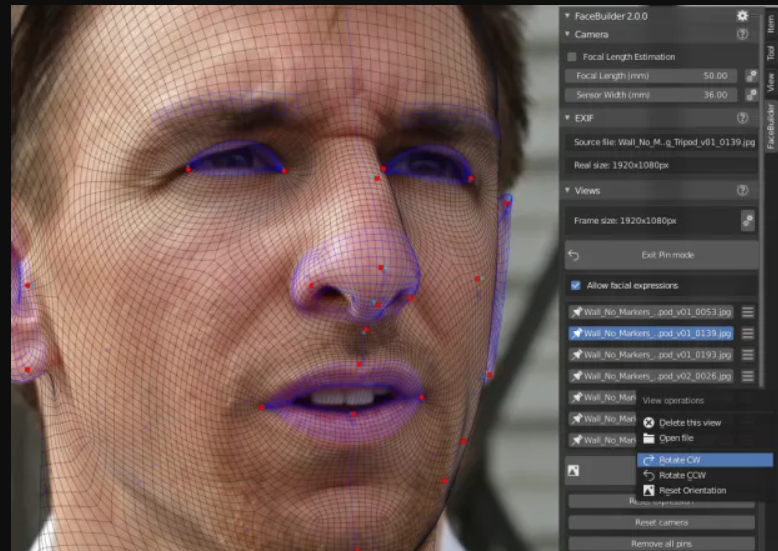 FaceBuilder 2.0.0
Camera
Focal Length Estimation
Focal Length (mm) 50.00
Sensor Width (mm) 36.00
EXIF
Source file: Wall_No_M..g_Tripod_v01_0139.jpg
Real size: 1920x1080px
Views
Frame size: 1920x1080px
Exit Pin mode
Allow facial expressions
Wall_No_Markers_...pod_v01_0053.jpg
Wall_No_Markers_...pod_v01_0139.jpg
Wall_No_Markers_...pod_v01_0193.jpg
Wall_No_Markers_...pod_v02_0026.jpg
Wall_No_Mar
Wall_No_Mar
Wall_No_Mar
View operations
Delete this view
Open file
Rotate CW
Rotate CCW
Reset Orientation
Reset expression
Reset camera
Remove all pins
Item
Tool
View
FaceBuilder